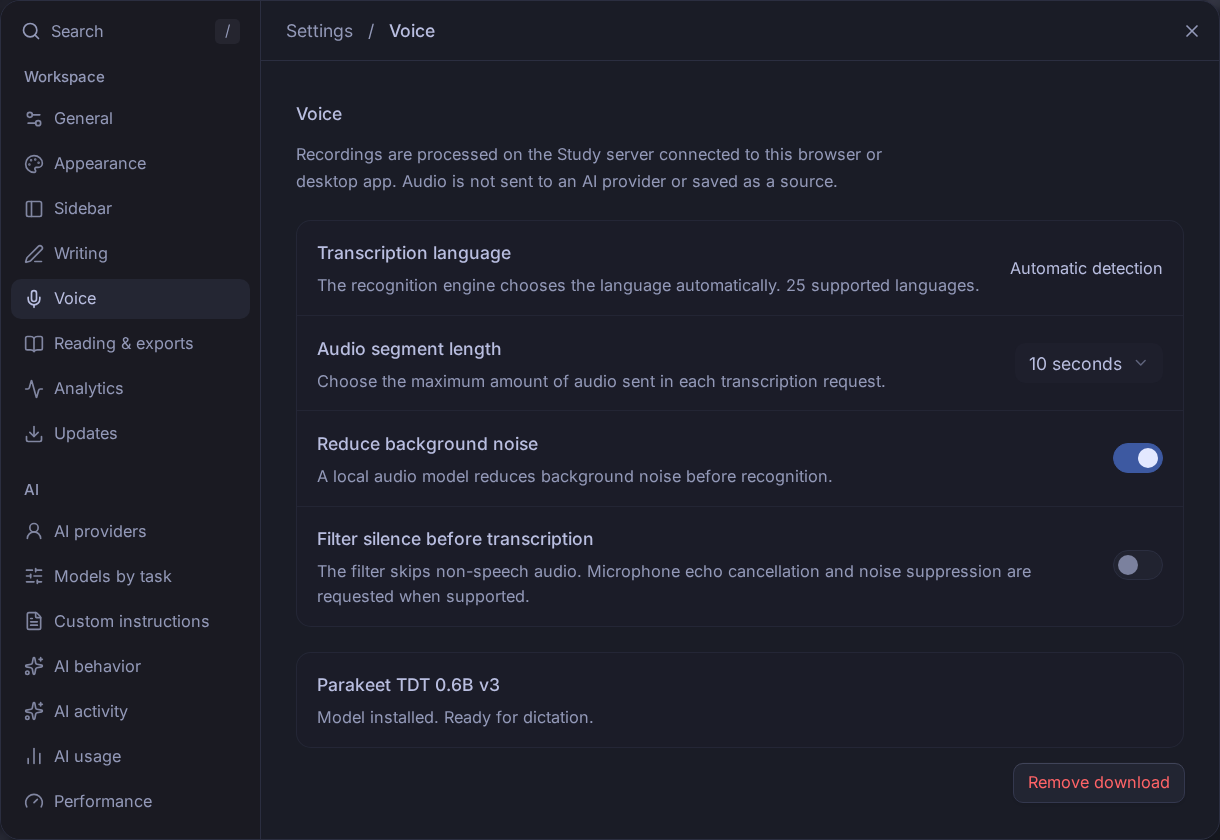 Search /
Workspace
General
Appearance
Sidebar
Writing
Voice
Reading & exports
Analytics
Updates
AI
AI providers
Models by task
Custom instructions
AI behavior
AI activity
AI usage
Performance
Settings / Voice
Voice
Recordings are processed on the Study server connected to this browser or
desktop app. Audio is not sent to an AI provider or saved as a source.
Transcription language
The recognition engine chooses the language automatically. 25 supported languages.
Automatic detection
Audio segment length
Choose the maximum amount of audio sent in each transcription request.
10 seconds
Reduce background noise
A local audio model reduces background noise before recognition.
Filter silence before transcription
The filter skips non-speech audio. Microphone echo cancellation and noise suppression are
requested when supported.
Parakeet TDT 0.6B v3
Model installed. Ready for dictation.
Remove download